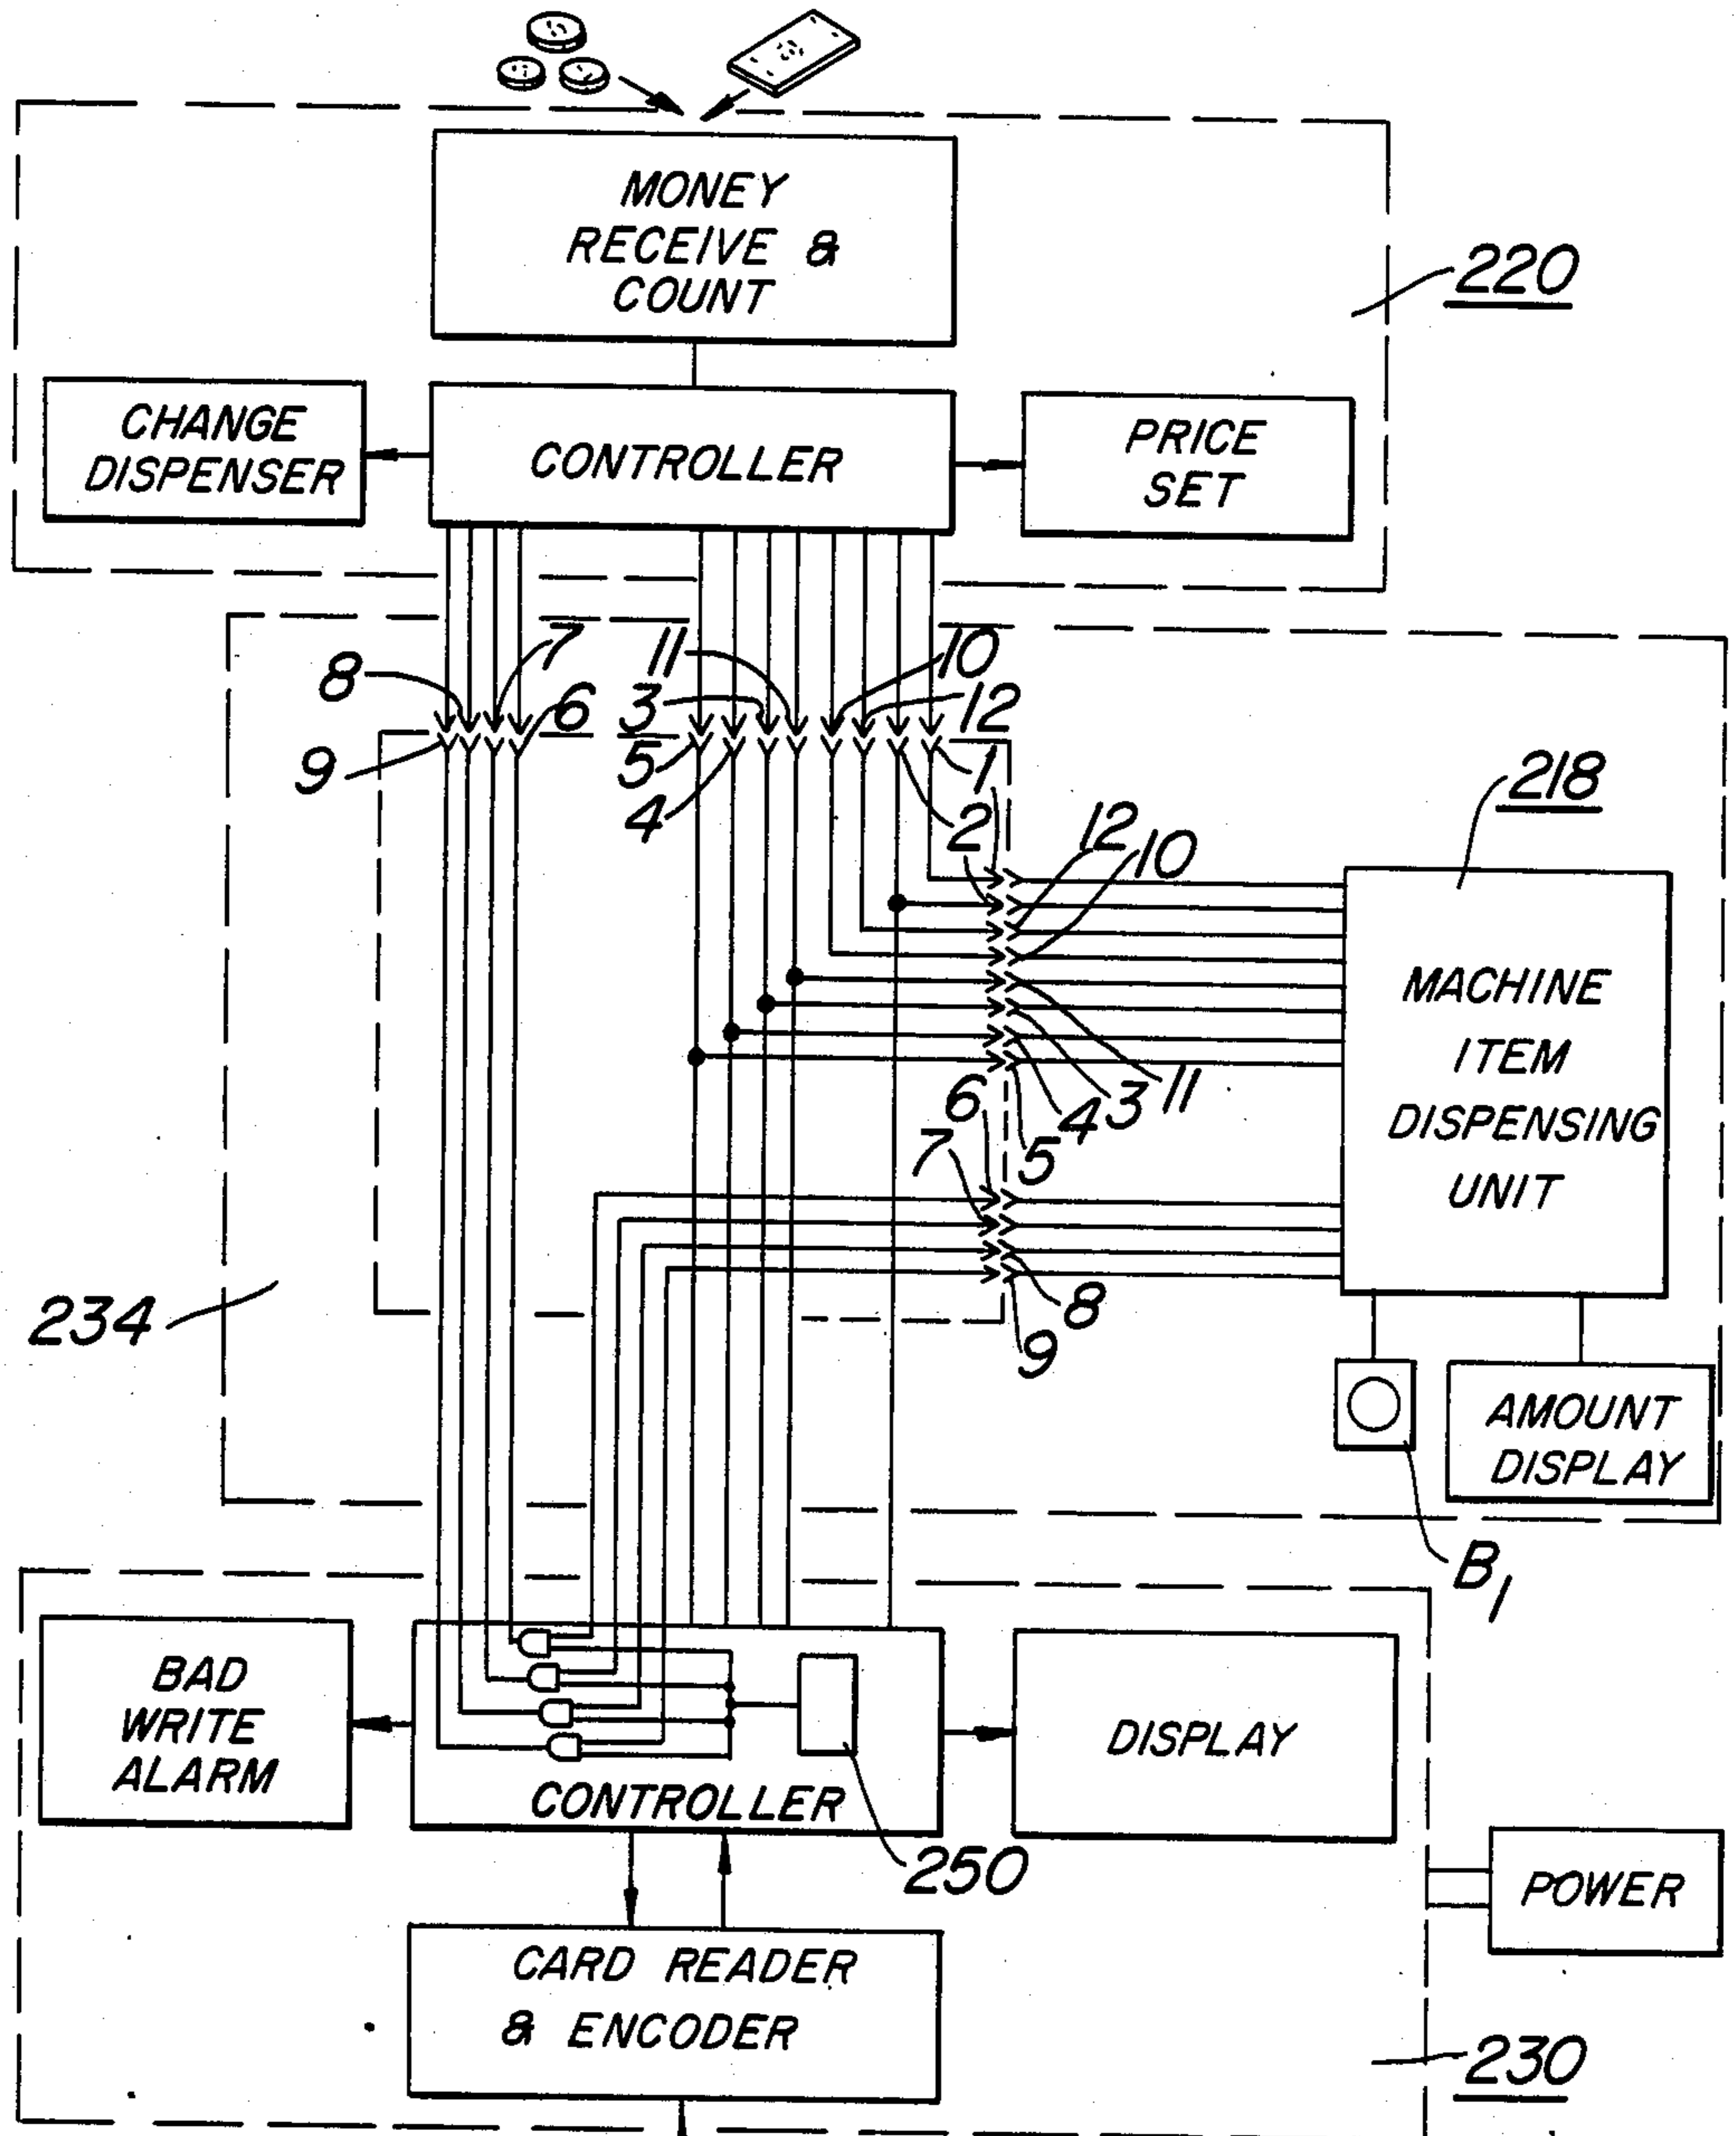 MONEY
RECEIVE &
COUNT
220
CHANGE
DISPENSER
CONTROLLER
PRICE
SET
8
7
11
10
9
6
3
12
5
4
2
1
218
12
10
MACHINE
ITEM
DISPENSING
UNIT
6
7
5
4
3
11
8
9
234
AMOUNT
DISPLAY
B1
BAD
WRITE
ALARM
CONTROLLER
DISPLAY
250
POWER
CARD READER
& ENCODER
230